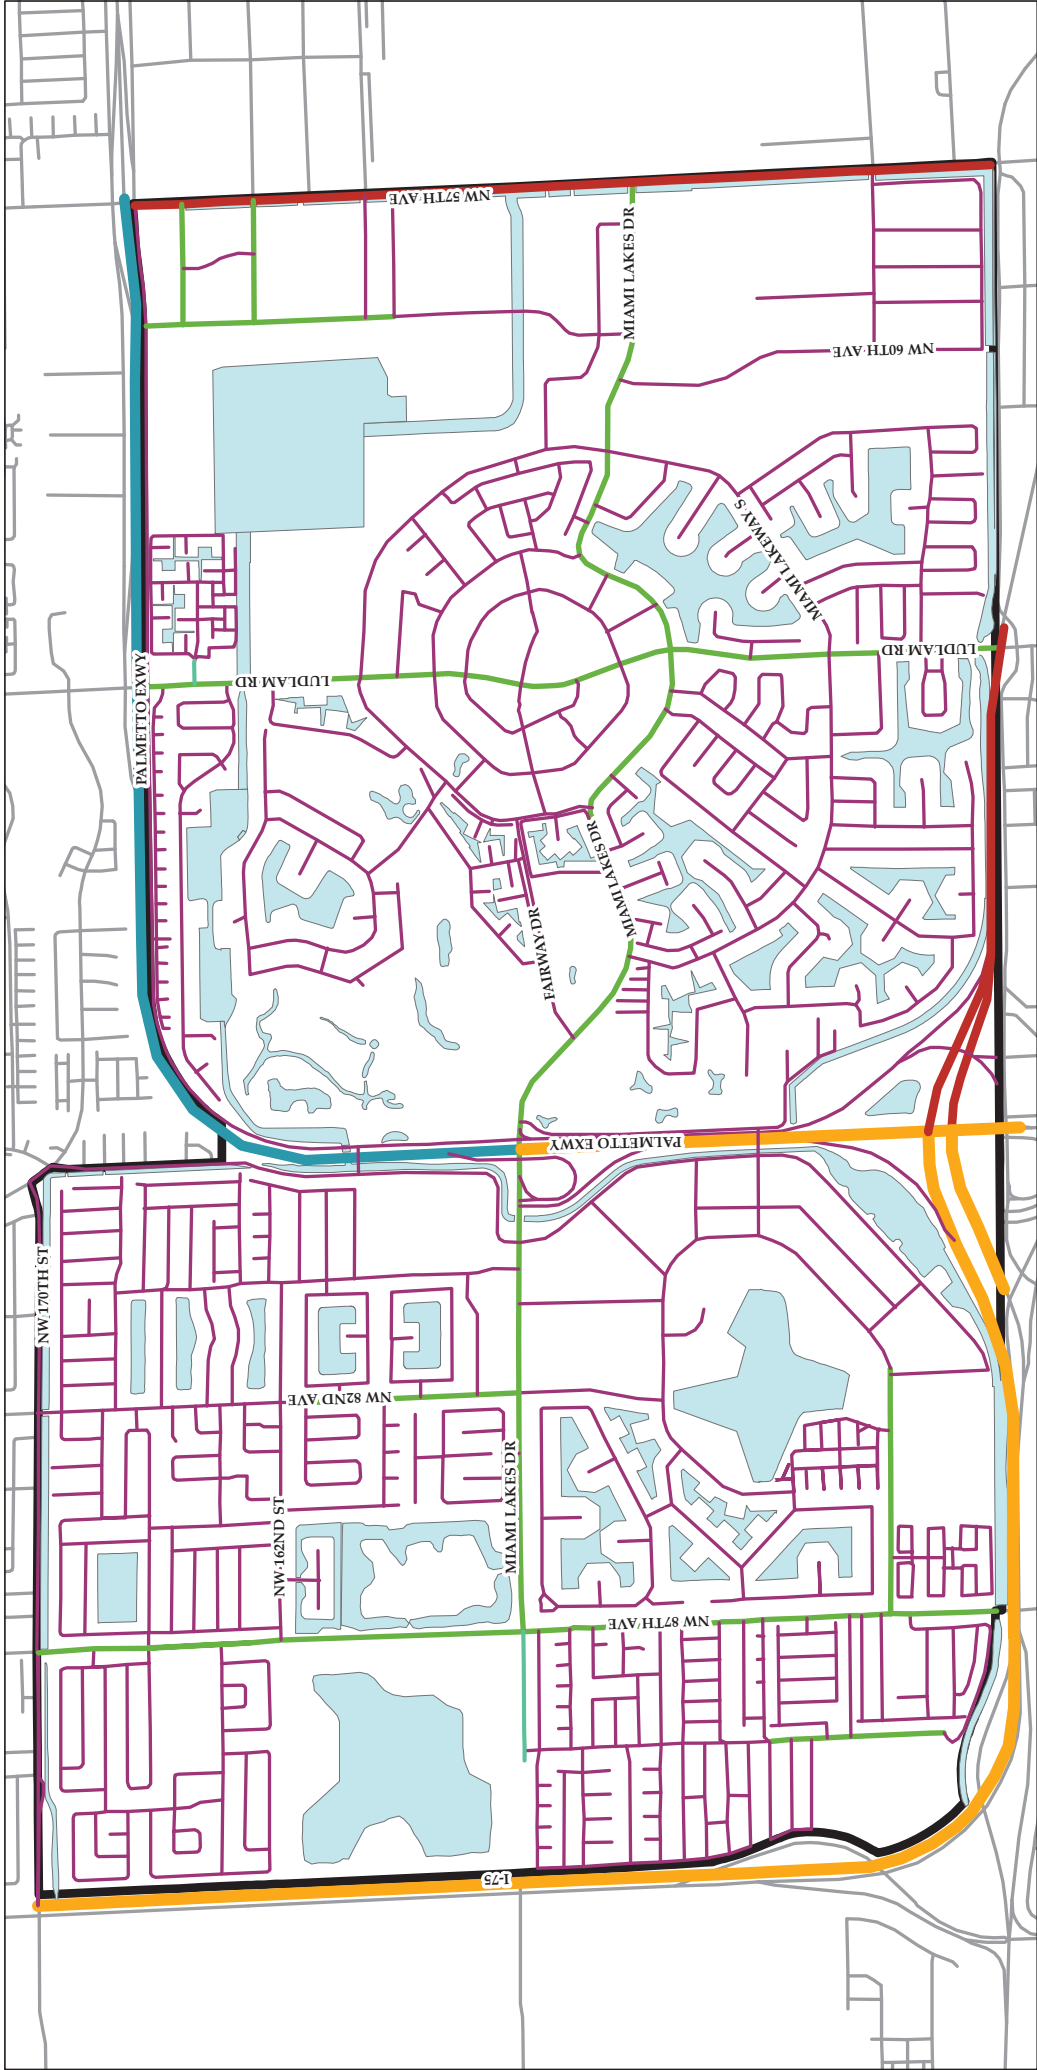 NW 57TH AVE
MIAMI LAKES DR
NW 60TH AVE
MIAMI LAKEWAY S
LUDLAM RD
LUDLAM RD
PALMETTO EXWY
MIAMI LAKES DR
FAIRWAY DR
PALMETTO EXWY
NW 170TH ST
NW 82ND AVE
MIAMI LAKES DR
NW 162ND ST
NW 87TH AVE
I-75